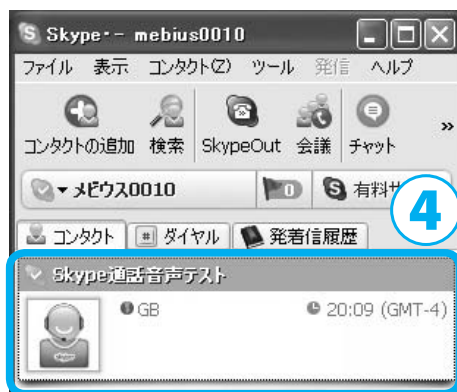 Skype™ - mebius0010
ファイル 表示 コンタクト(Z) ツール 発信 ヘルプ
コンタクトの追加 検索 SkypeOut 会議 チャット »
メビウス0010 0 有料サ
4
コンタクト ダイヤル 発着信履歴
Skype通話音声テスト
GB 20:09 (GMT-4)